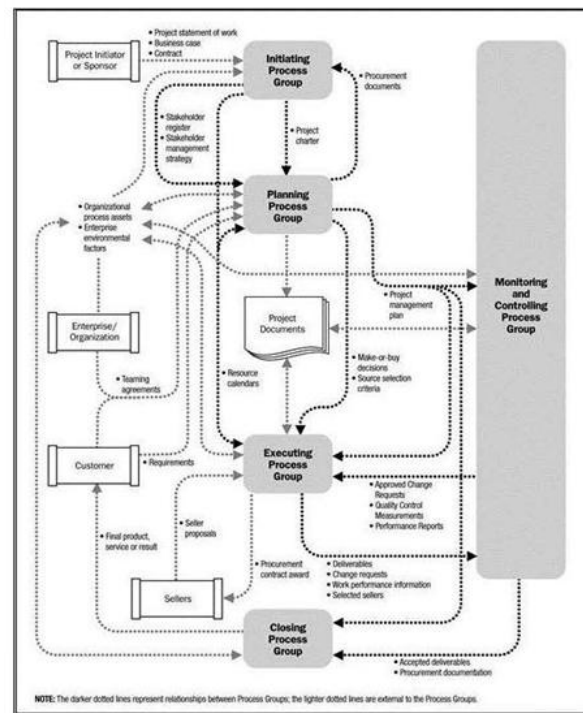 • Project statement of work
• Business case
• Contract
Project Initiator
or Sponsor
Initiating
Process
Group
• Procurement
documents
• Stakeholder
register
• Stakeholder
management
strategy
• Project
charter
Planning
Process
Group
• Organizational
process assets
• Enterprise
environmental
factors
Monitoring
and
Controlling
Process
Group
• Project
management
plan
Project
Documents
Enterprise/
Organization
• Teaming
agreements
• Resource
calendars
• Make-or-buy
decisions
• Source selection
criteria
Customer
• Requirements
Executing
Process
Group
• Approved Change
Requests
• Quality Control
Measurements
• Performance Reports
• Seller
proposals
• Final product,
service or result
• Procurement
contract award
• Deliverables
• Change requests
• Work performance information
• Selected sellers
Sellers
Closing
Process
Group
• Accepted deliverables
• Procurement documentation
NOTE: The darker dotted lines represent relationships between Process Groups; the lighter dotted lines are external to the Process Groups.